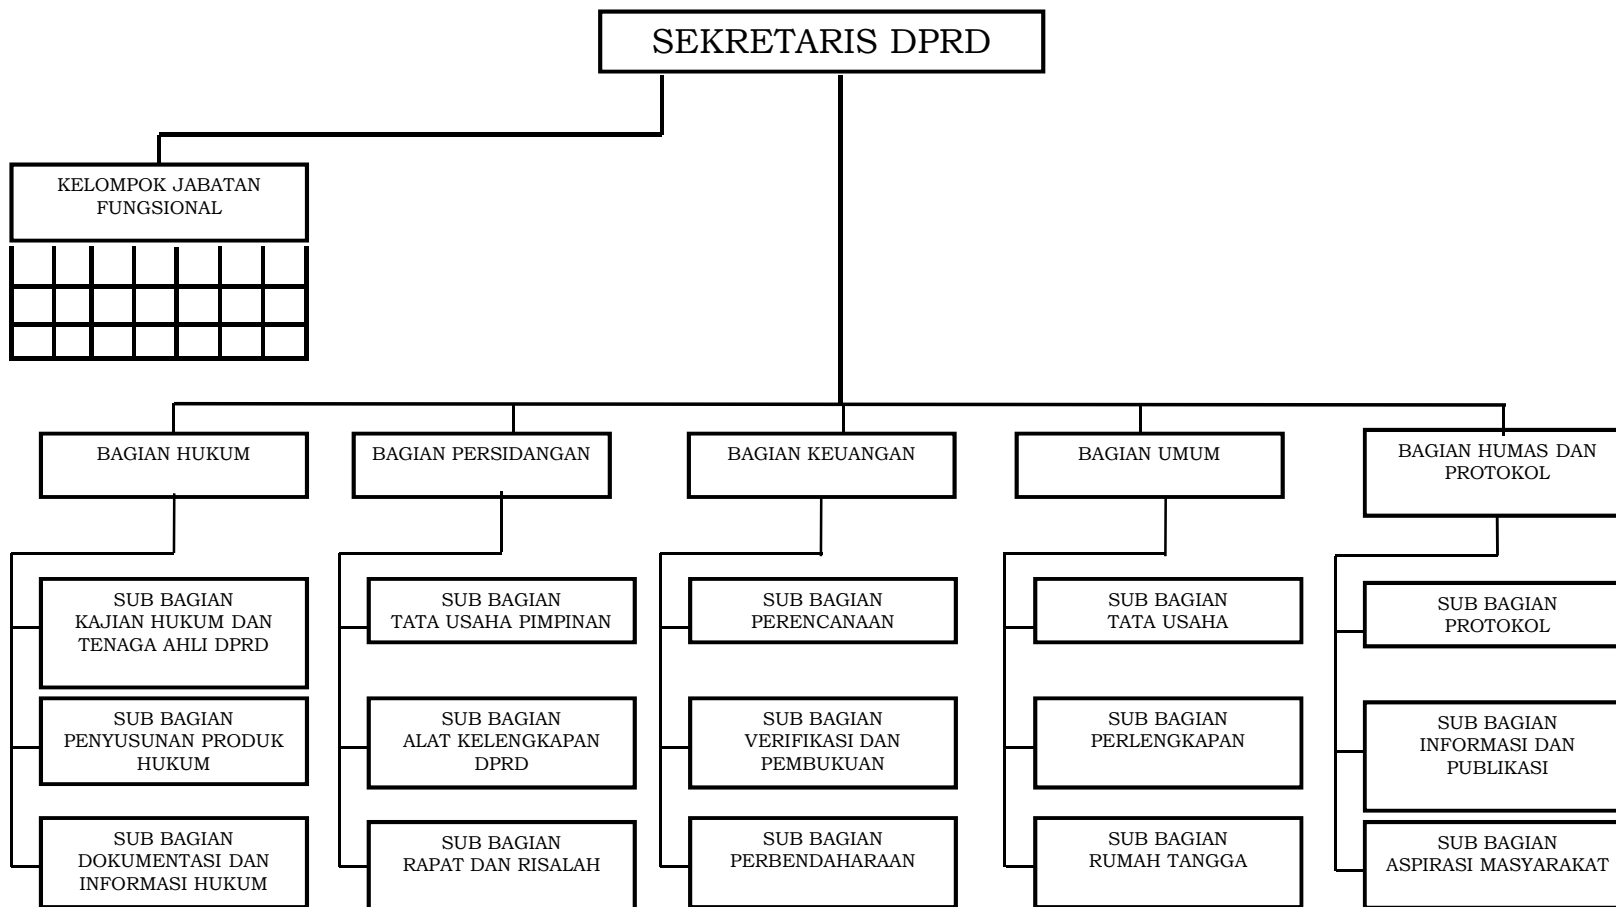 SEKRETARIS DPRD
KELOMPOK JABATAN
FUNGSIONAL
BAGIAN HUKUM
BAGIAN PERSIDANGAN
BAGIAN KEUANGAN
BAGIAN UMUM
BAGIAN HUMAS DAN
PROTOKOL
SUB BAGIAN
KAJIAN HUKUM DAN
TENAGA AHLI DPRD
SUB BAGIAN
TATA USAHA PIMPINAN
SUB BAGIAN
PERENCANAAN
SUB BAGIAN
TATA USAHA
SUB BAGIAN
PROTOKOL
SUB BAGIAN
PENYUSUNAN PRODUK
HUKUM
SUB BAGIAN
ALAT KELENGKAPAN
DPRD
SUB BAGIAN
VERIFIKASI DAN
PEMBUKUAN
SUB BAGIAN
PERLENGKAPAN
SUB BAGIAN
INFORMASI DAN
PUBLIKASI
SUB BAGIAN
DOKUMENTASI DAN
INFORMASI HUKUM
SUB BAGIAN
RAPAT DAN RISALAH
SUB BAGIAN
PERBENDAHARAAN
SUB BAGIAN
RUMAH TANGGA
SUB BAGIAN
ASPIRASI MASYARAKAT